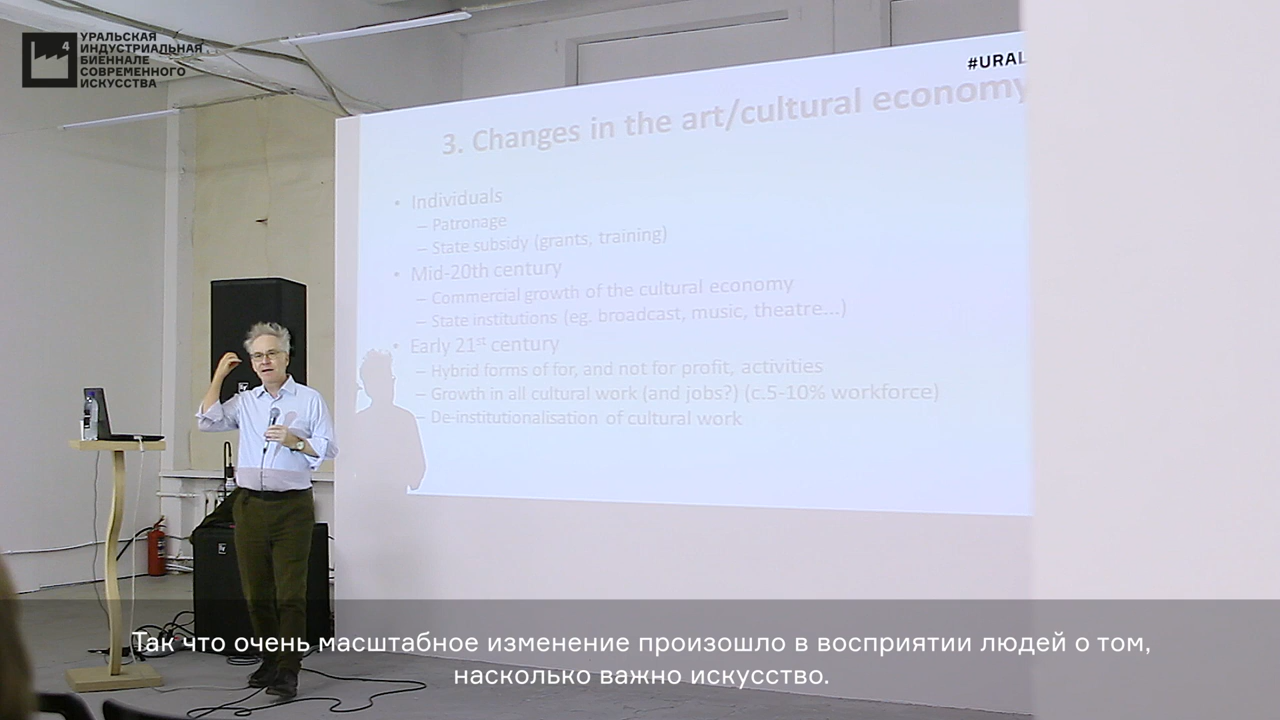 4
УРАЛЬСКАЯ
ИНДУСТРИАЛЬНАЯ
БИЕННАЛЕ
СОВРЕМЕННОГО
ИСКУССТВА
#URAL
3. Changes in the art/cultural economy
• Individuals
– Patronage
– State subsidy (grants, training)
• Mid-20th century
– Commercial growth of the cultural economy
– State institutions (eg. broadcast, music, theatre...)
• Early 21st century
– Hybrid forms of for, and not for profit, activities
– Growth in all cultural work (and jobs?) (c.5-10% workforce)
– De-institutionalisation of cultural work
Так что очень масштабное изменение произошло в восприятии людей о том,
насколько важно искусство.